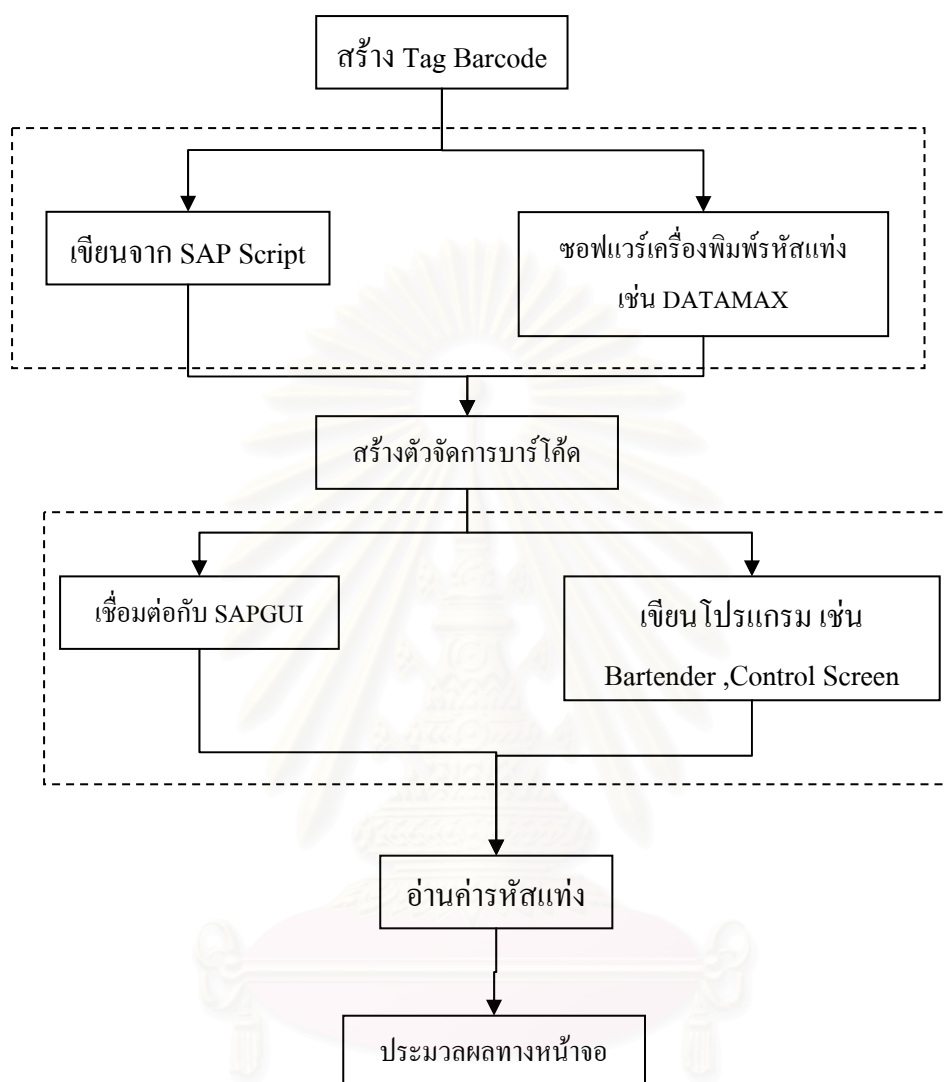 สร้าง Tag Barcode
เขียนจาก SAP Script
ซอฟแวร์เครื่องพิมพ์รหัสแท่ง
เช่น DATAMAX
สร้างตัวจัดการบาร์โค้ด
เชื่อมต่อกับ SAPGUI
เขียนโปรแกรม เช่น
Bartender ,Control Screen
อ่านค่ารหัสแท่ง
ประมวลผลทางหน้าจอ